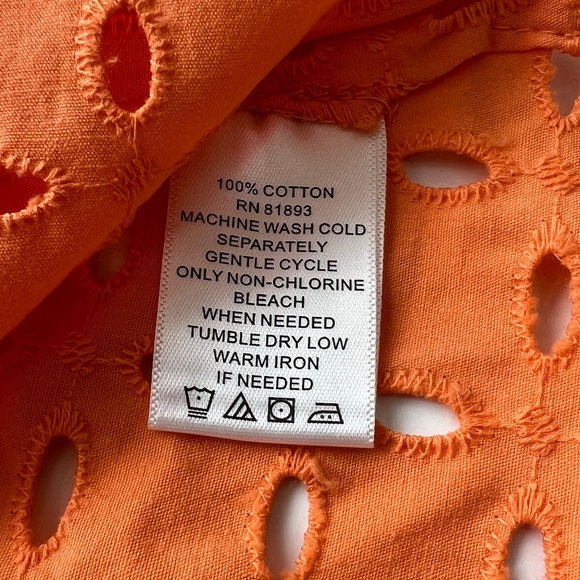 100% COTTON
RN 81893
MACHINE WASH COLD
SEPARATELY
GENTLE CYCLE
ONLY NON-CHLORINE
BLEACH
WHEN NEEDED
TUMBLE DRY LOW
WARM IRON
IF NEEDED